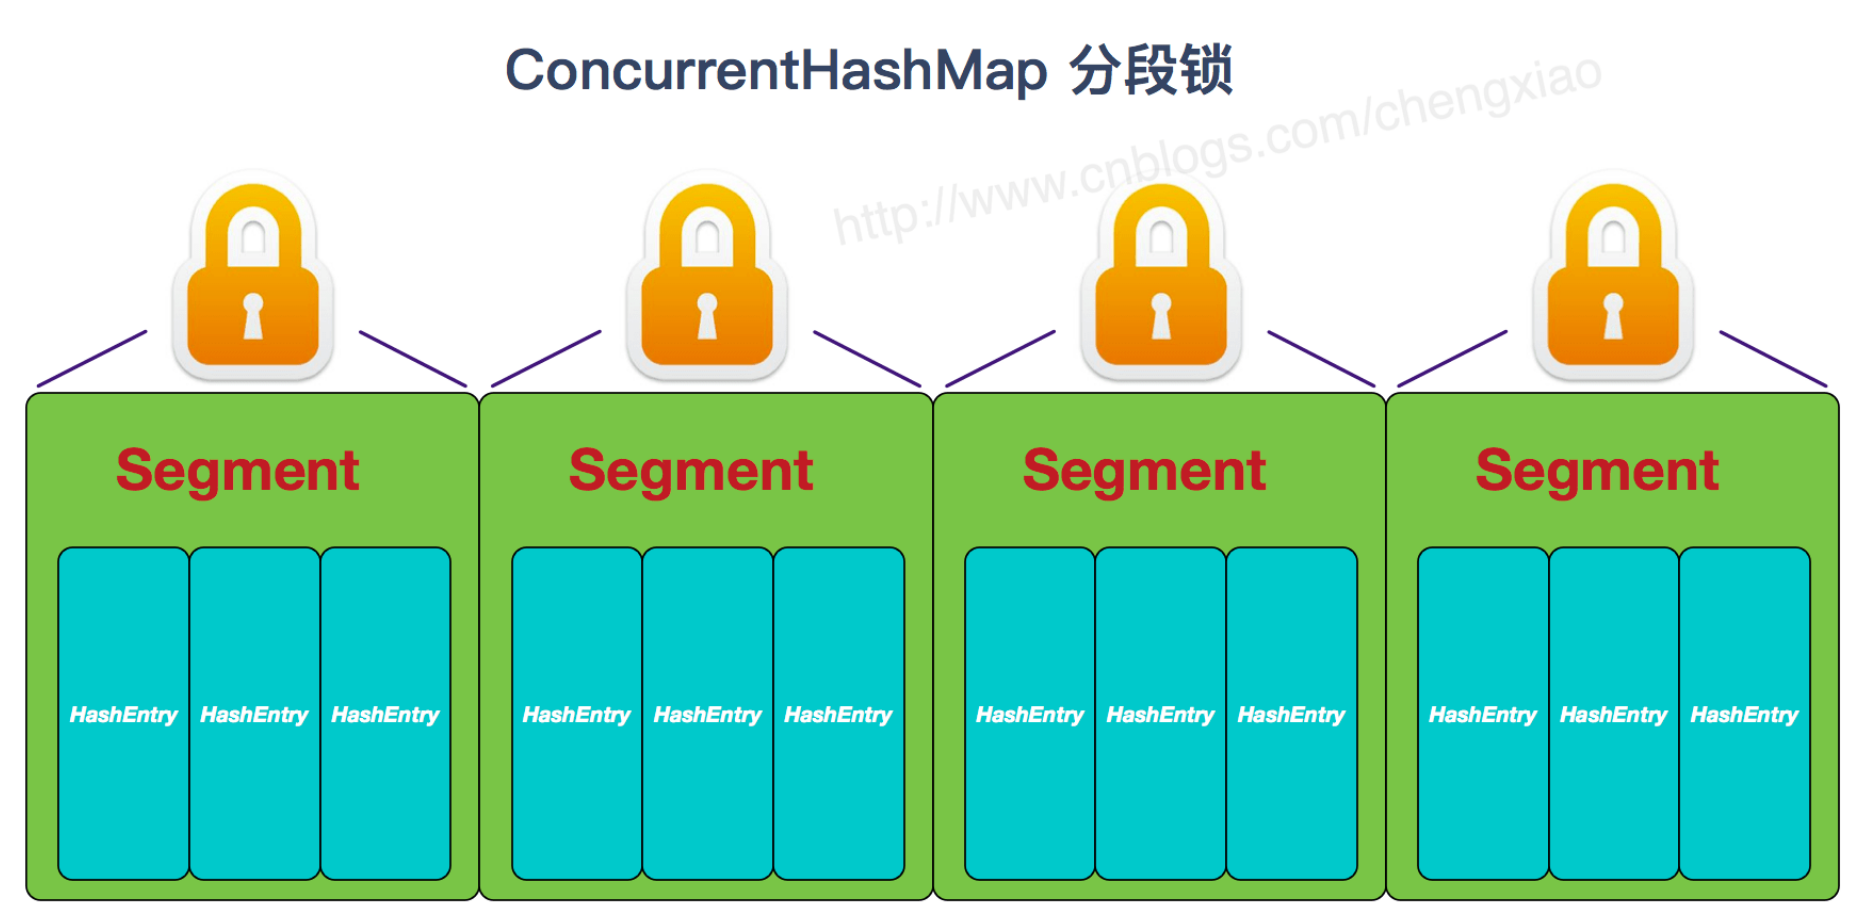 ConcurrentHashMap 分段锁
http://www.cnblogs.com/chengxiao
Segment Segment Segment Segment
HashEntry HashEntry HashEntry HashEntry HashEntry HashEntry HashEntry HashEntry HashEntry HashEntry HashEntry HashEntry